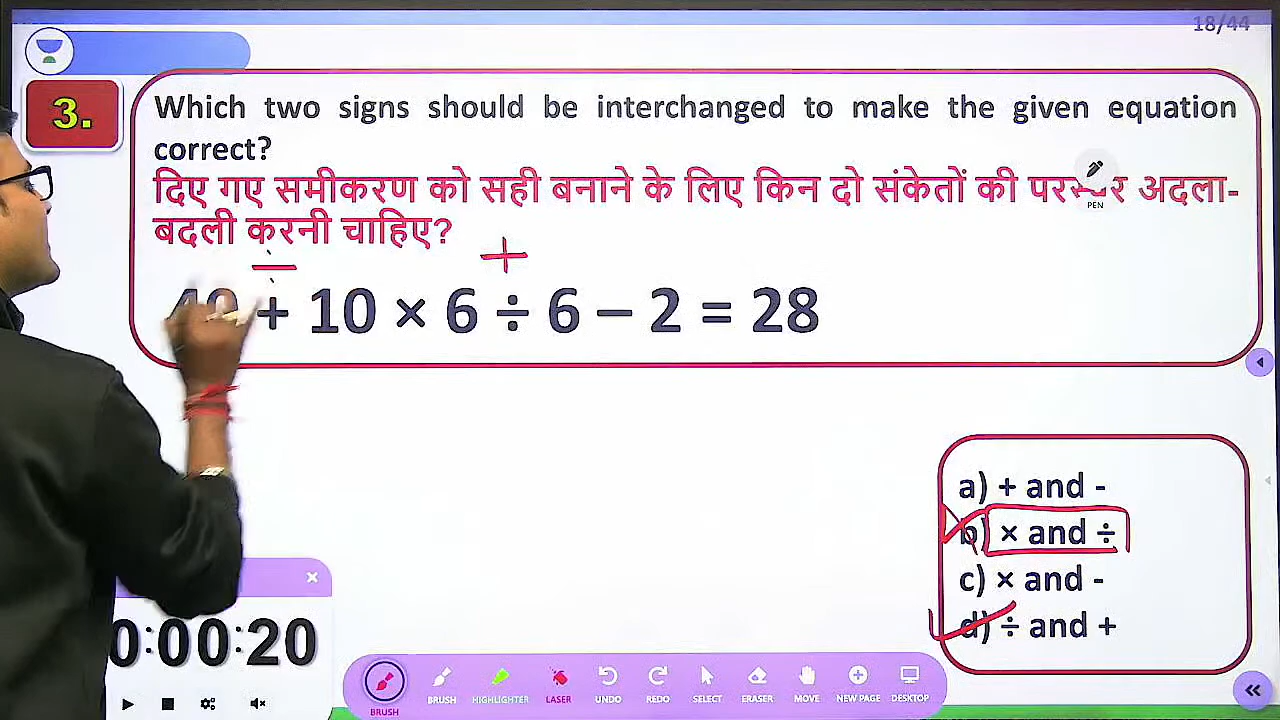 18/44
3.
Which two signs should be interchanged to make the given equation
correct?
दिए गए समीकरण को सही बनाने के लिए किन दो संकेतों की अदला-
बदली करनी चाहिए?
PEN
÷ +
+ 10 × 6 ÷ 6 – 2 = 28
a) + and -
b) × and ÷
c) × and -
d) ÷ and +
0:00:20
BRUSH
BRUSH
HIGHLIGHTER
LASER
UNDO
REDO
SELECT
ERASER
MOVE
NEW PAGE
DESKTOP